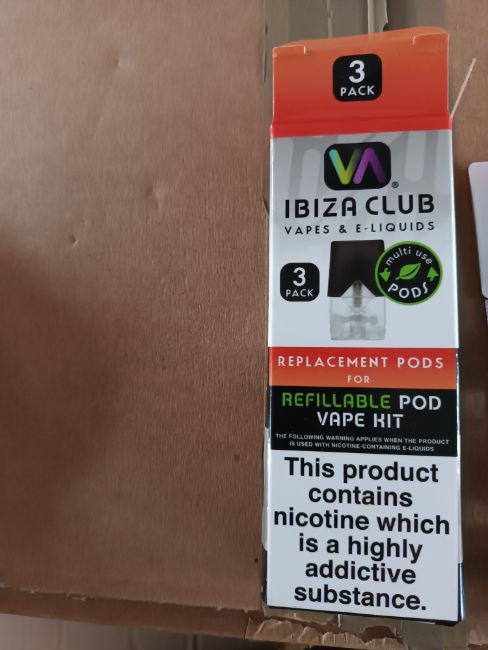 3
PACK
VA
®
IBIZA CLUB
VAPES & E-LIQUIDS
3
PACK
multi use
PODS
REPLACEMENT PODS
FOR
REFILLABLE POD
VAPE KIT
THE FOLLOWING WARNING APPLIES WHEN THE PRODUCT
IS USED WITH NICOTINE-CONTAINING E-LIQUIDS
This product
contains
nicotine which
is a highly
addictive
substance.